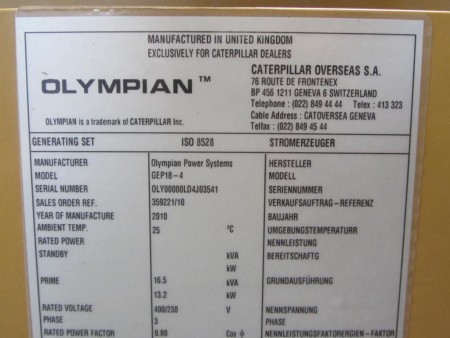 MANUFACTURED IN UNITED KINGDOM
EXCLUSIVELY FOR CATERPILLAR DEALERS
OLYMPIAN ™
OLYMPIAN is a trademark of CATERPILLAR Inc.
CATERPILLAR OVERSEAS S.A.
76 ROUTE DE FRONTENEX
BP 456 1211 GENEVA 6 SWITZERLAND
Telephone : (022) 849 44 44 Telex : 413 323
Cable Address : CATOVERSEA GENEVA
Telfax : (022) 849 45 44
GENERATING SET ISO 8528 STROMERZEUGER
MANUFACTURER Olympian Power Systems HERSTELLER
MODEL GEP18-4 MODELL
SERIAL NUMBER OLY00000LD4J03541 SERIENNUMMER
SALES ORDER REF. 359221/10 VERKAUFSAUFTRAG-REFERENZ
YEAR OF MANUFACTURE 2010 BAUJAHR
AMBIENT TEMP. 25 °C UMGEBUNGSTEMPERATURR
RATED POWER NENNLEISTUNG
STANDBY kVA BEREITSCHAFTG
kW
PRIME 16.5 kVA GRUNDAUSFÜHRUNG
13.2 kW
RATED VOLTAGE 400/230 V NENNSPANNUNG
PHASE 3 PHASE
RATED POWER FACTOR 0.80 Cos ϕ NENNLEISTUNGSFAKTORERGIEN-FAKTOR